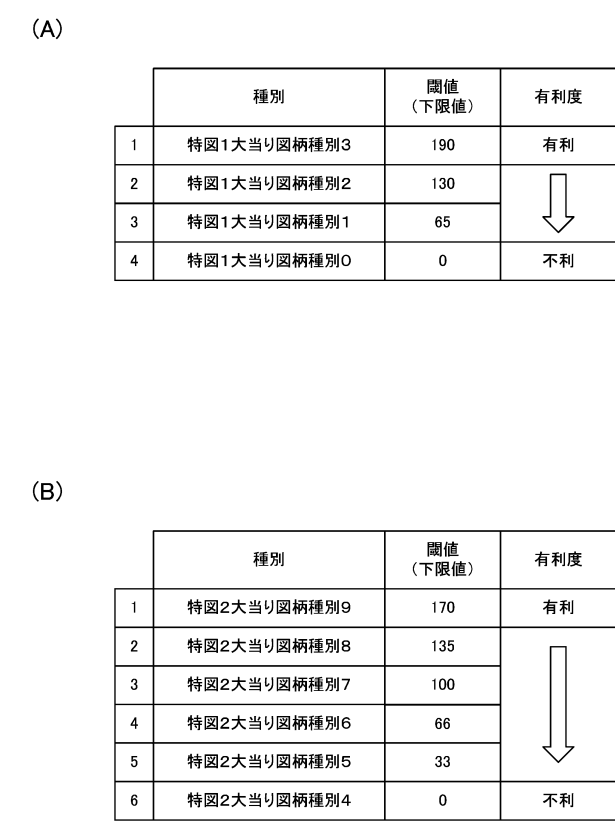 (A)
種別 閾値（下限値） 有利度
1 特図1大当り図柄種別3 190 有利
2 特図1大当り図柄種別2 130
3 特図1大当り図柄種別1 65
4 特図1大当り図柄種別0 0 不利
(B)
種別 閾値（下限値） 有利度
1 特図2大当り図柄種別9 170 有利
2 特図2大当り図柄種別8 135
3 特図2大当り図柄種別7 100
4 特図2大当り図柄種別6 66
5 特図2大当り図柄種別5 33
6 特図2大当り図柄種別4 0 不利